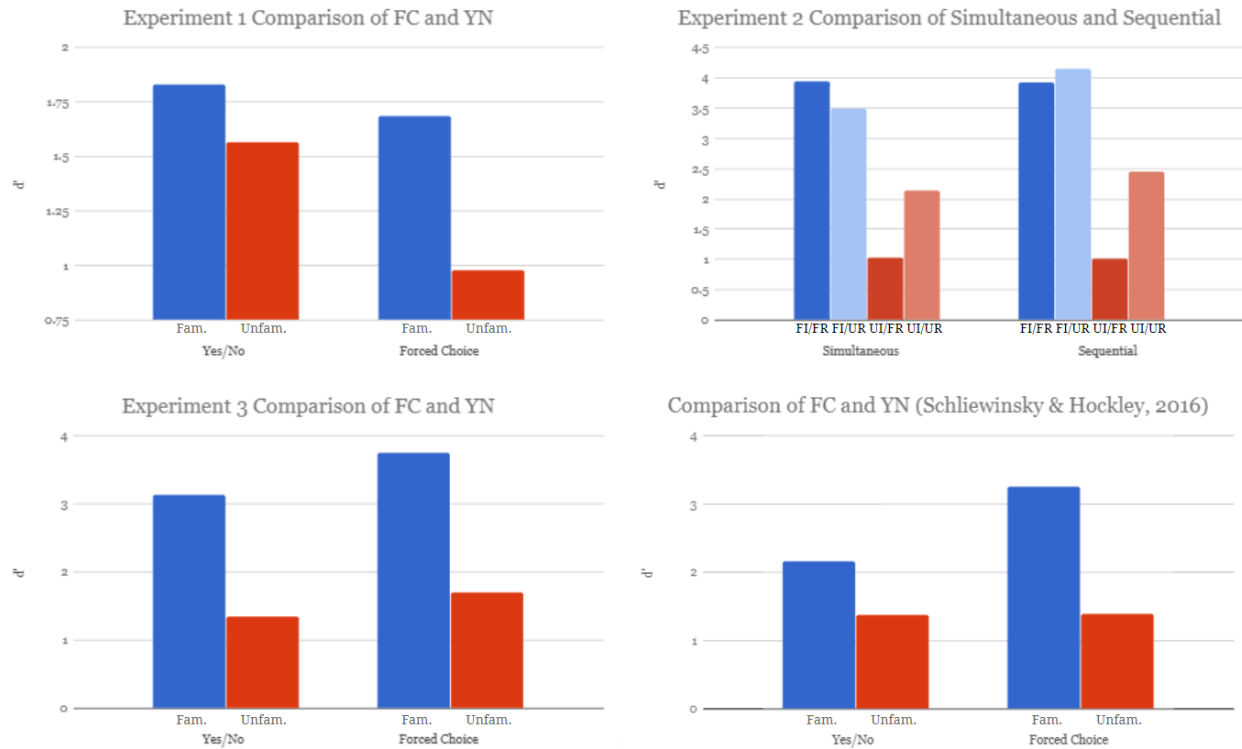 Experiment 1 Comparison of FC and YN
2
1.75
1.5
1.25
1
0.75
d'
Fam. Unfam. Fam. Unfam.
Yes/No Forced Choice
Experiment 2 Comparison of Simultaneous and Sequential
4.5
4
3.5
3
2.5
2
1.5
1
0.5
0
d'
FI/FR FI/UR UI/FR UI/UR FI/FR FI/UR UI/FR UI/UR
Simultaneous Sequential
Experiment 3 Comparison of FC and YN
4
3
2
1
0
d'
Fam. Unfam. Fam. Unfam.
Yes/No Forced Choice
Comparison of FC and YN (Schliewinsky & Hockley, 2016)
4
3
2
1
0
d'
Fam. Unfam. Fam. Unfam.
Yes/No Forced Choice